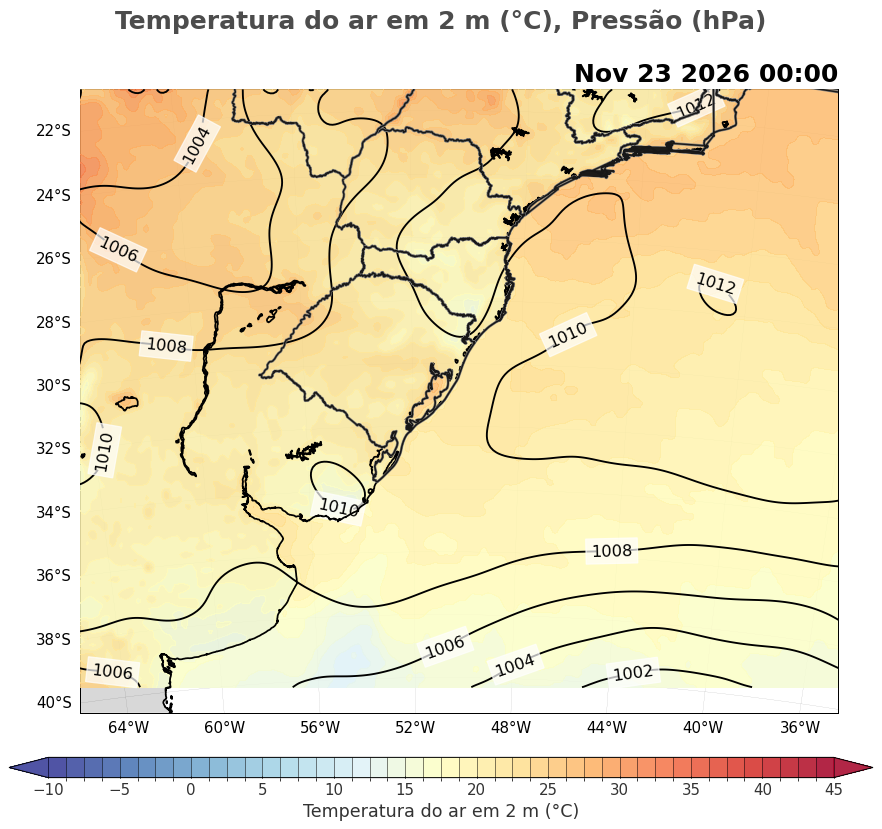 Temperatura do ar em 2 m (°C), Pressão (hPa)
Nov 23 2026 00:00
1012
22°S
1004
24°S
1006
26°S
1012
28°S
1010
1008
30°S
1010
32°S
1010
34°S
1008
36°S
1006
38°S
1004
1006
1002
40°S
64°W 60°W 56°W 52°W 48°W 44°W 40°W 36°W
−10 −5 0 5 10 15 20 25 30 35 40 45
Temperatura do ar em 2 m (°C)